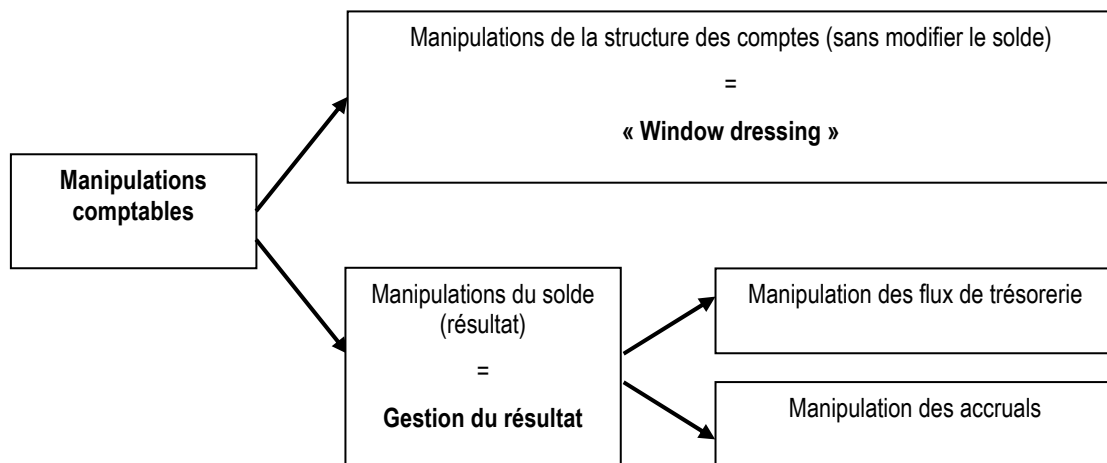 Manipulations de la structure des comptes (sans modifier le solde)
=
« Window dressing »
Manipulations
comptables
Manipulations du solde
(résultat)
=
Gestion du résultat
Manipulation des flux de trésorerie
Manipulation des accruals